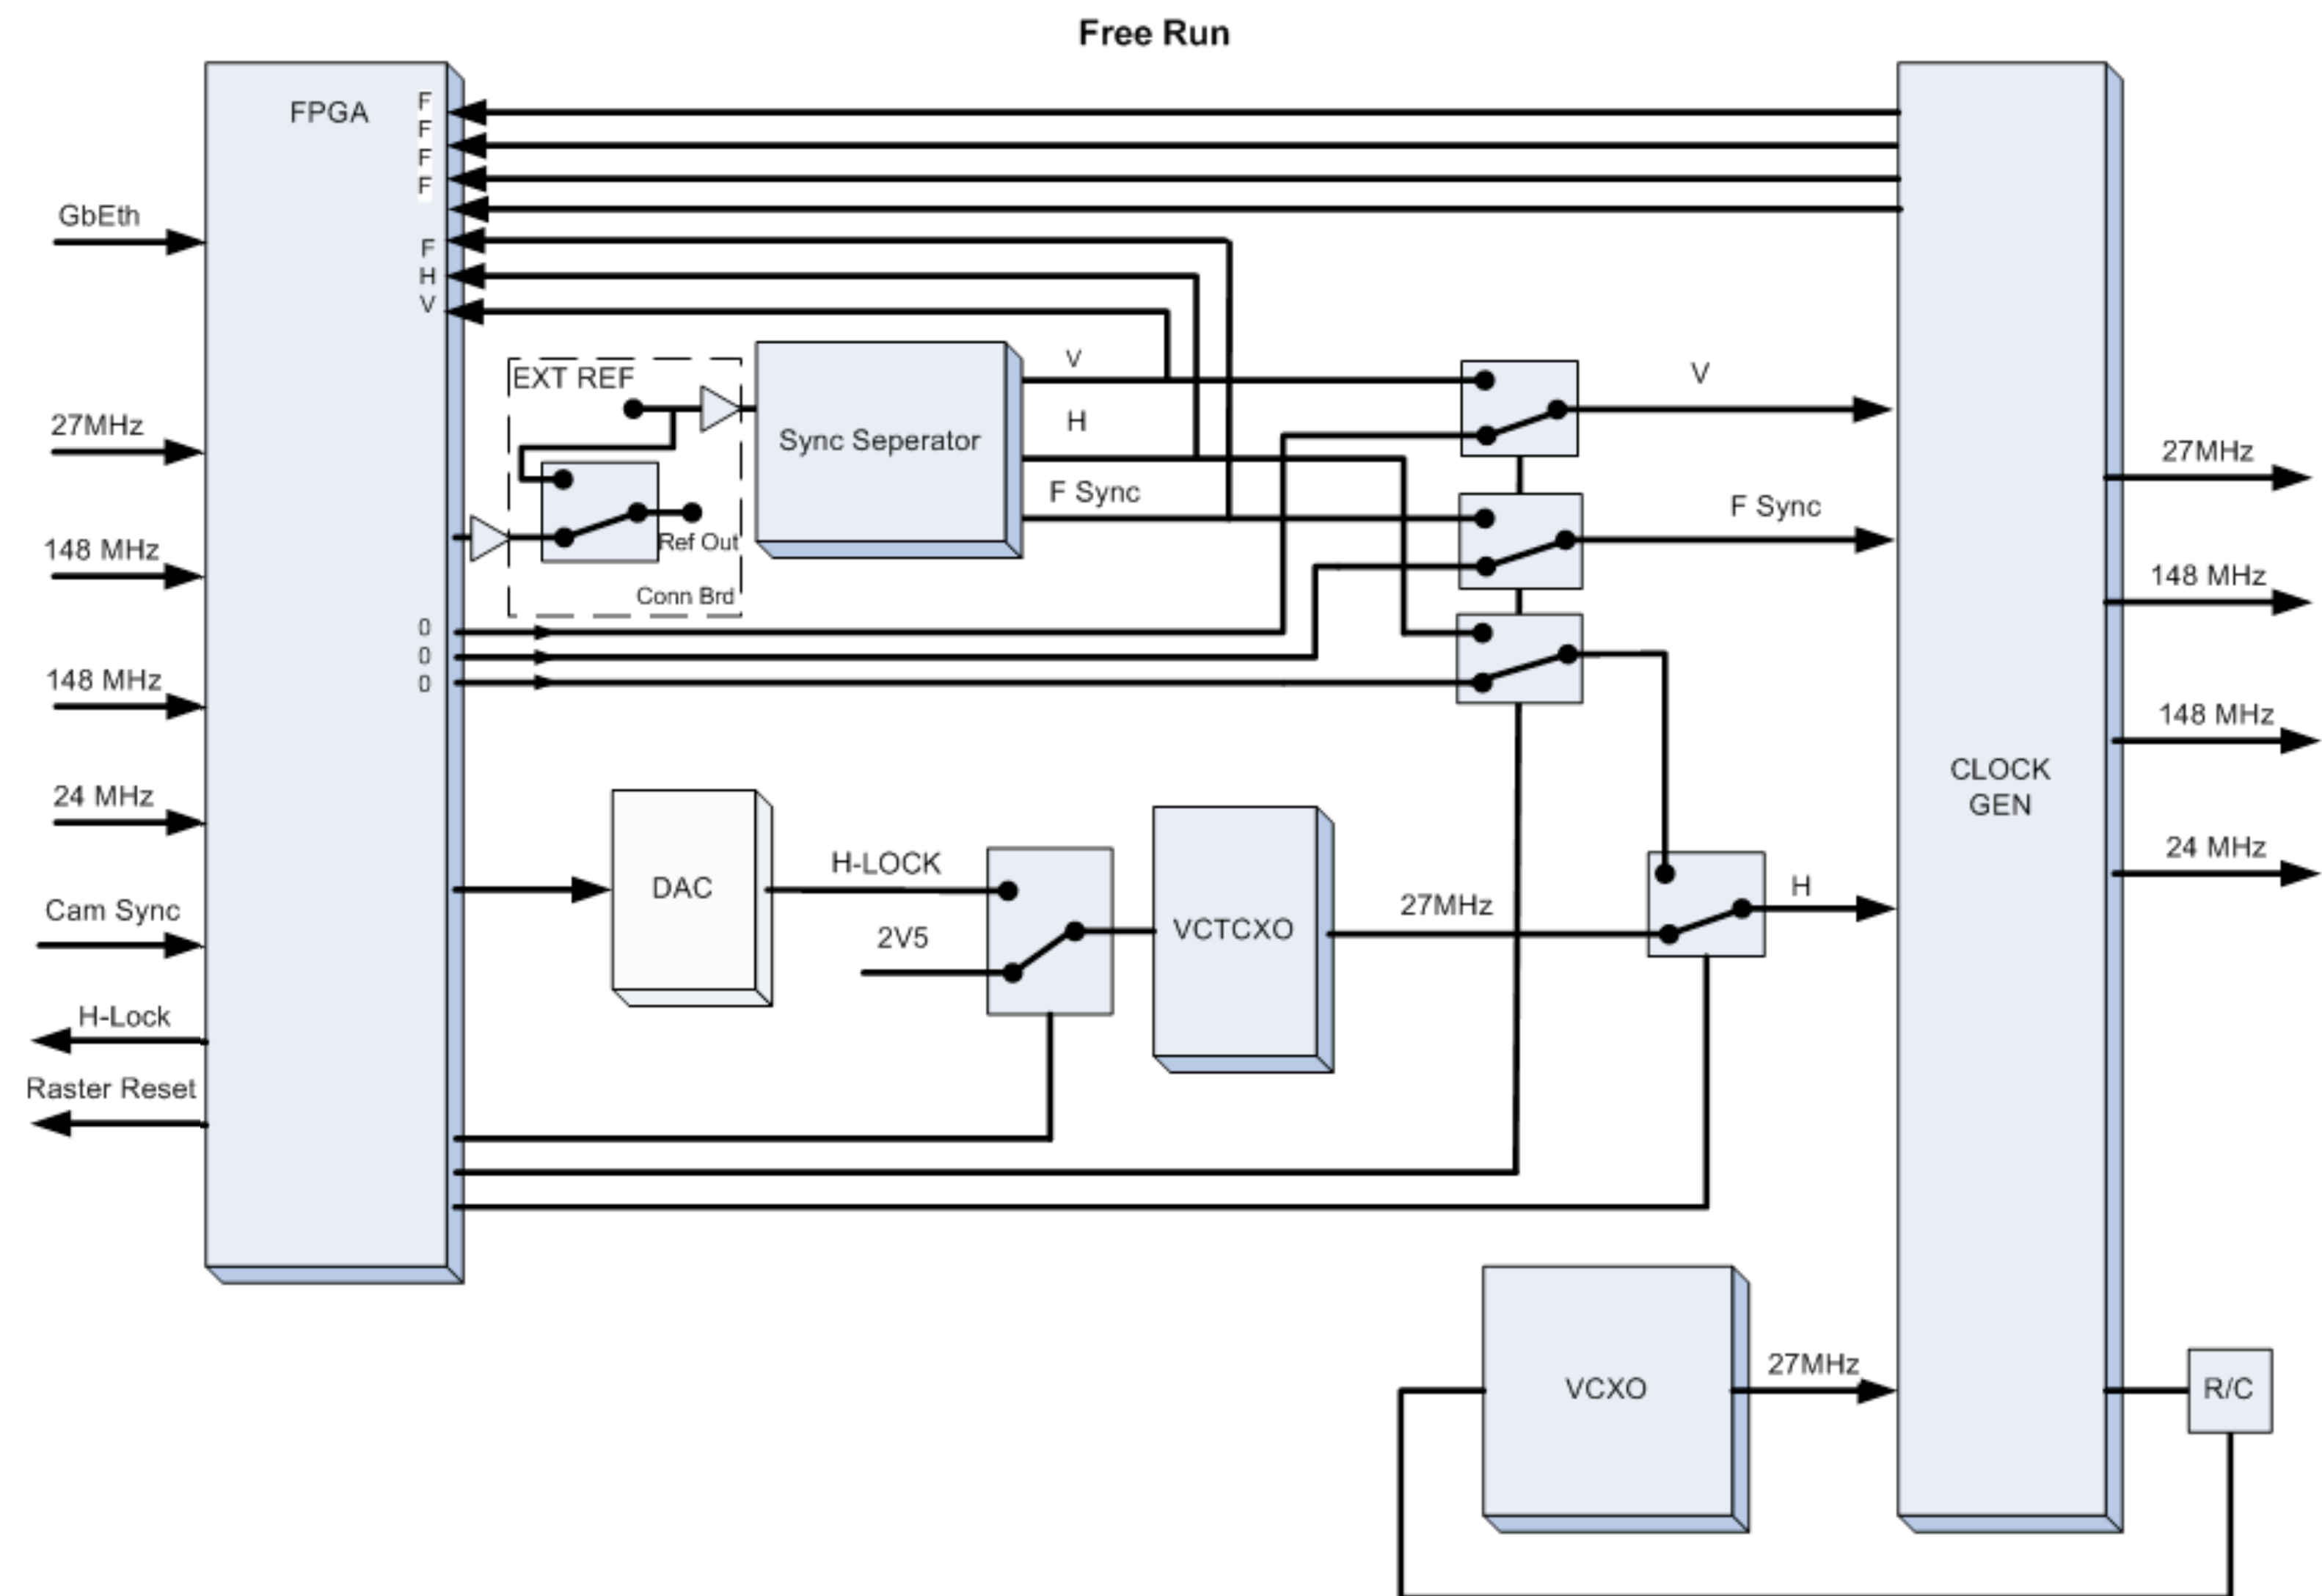 Free Run
FPGA
F
F
F
F
F
H
V
GbEth
27MHz
148 MHz
148 MHz
24 MHz
Cam Sync
H-Lock
Raster Reset
EXT REF
Ref Out
Conn Brd
Sync Seperator
V
H
F Sync
0
0
0
V
F Sync
DAC
H-LOCK
2V5
VCTCXO
27MHz
H
CLOCK
GEN
27MHz
148 MHz
148 MHz
24 MHz
VCXO
27MHz
R/C